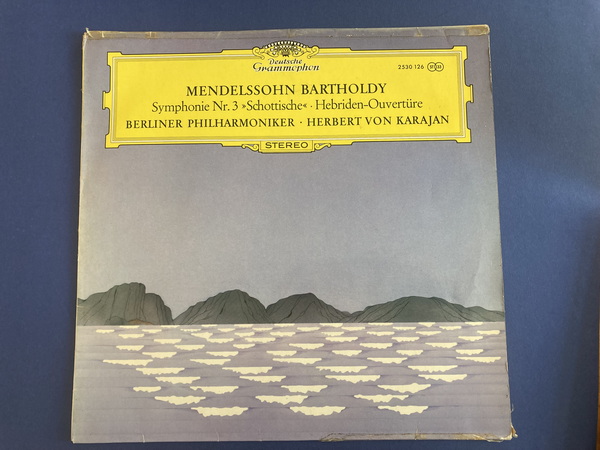 Deutsche
Grammophon
2530 126
MENDELSSOHN BARTHOLDY
Symphonie Nr. 3 »Schottische« · Hebriden-Ouvertüre
BERLINER PHILHARMONIKER · HERBERT VON KARAJAN
STEREO